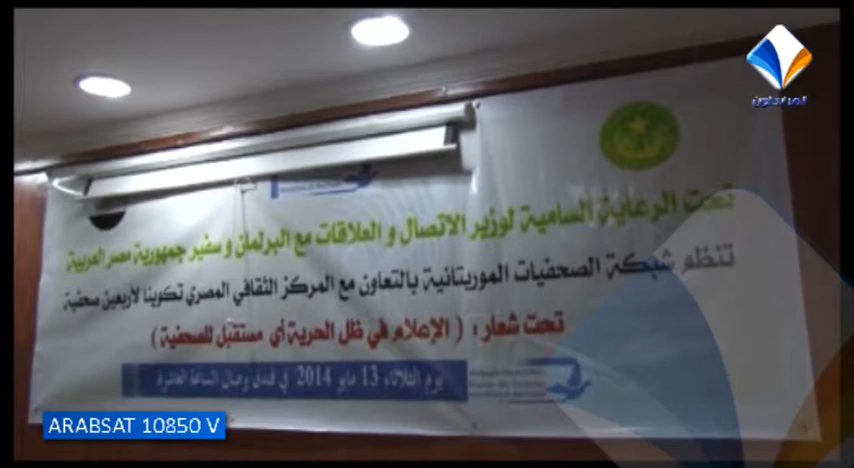 المرابطون
تحت الرعاية السامية لوزير الاتصال و العلاقات مع البرلمان و سفير جمهورية مصر العربية
تنظم شبكة الصحفيات الموريتانية بالتعاون مع المركز الثقافي المصري تكوينا لأربعين صحفية
تحت شعار : ( الإعلام في ظل الحرية أي مستقبل للصحفية )
يوم الثلاثاء 13 مايو 2014 في فندق وصال الساعة العاشرة
ARABSAT 10850 V